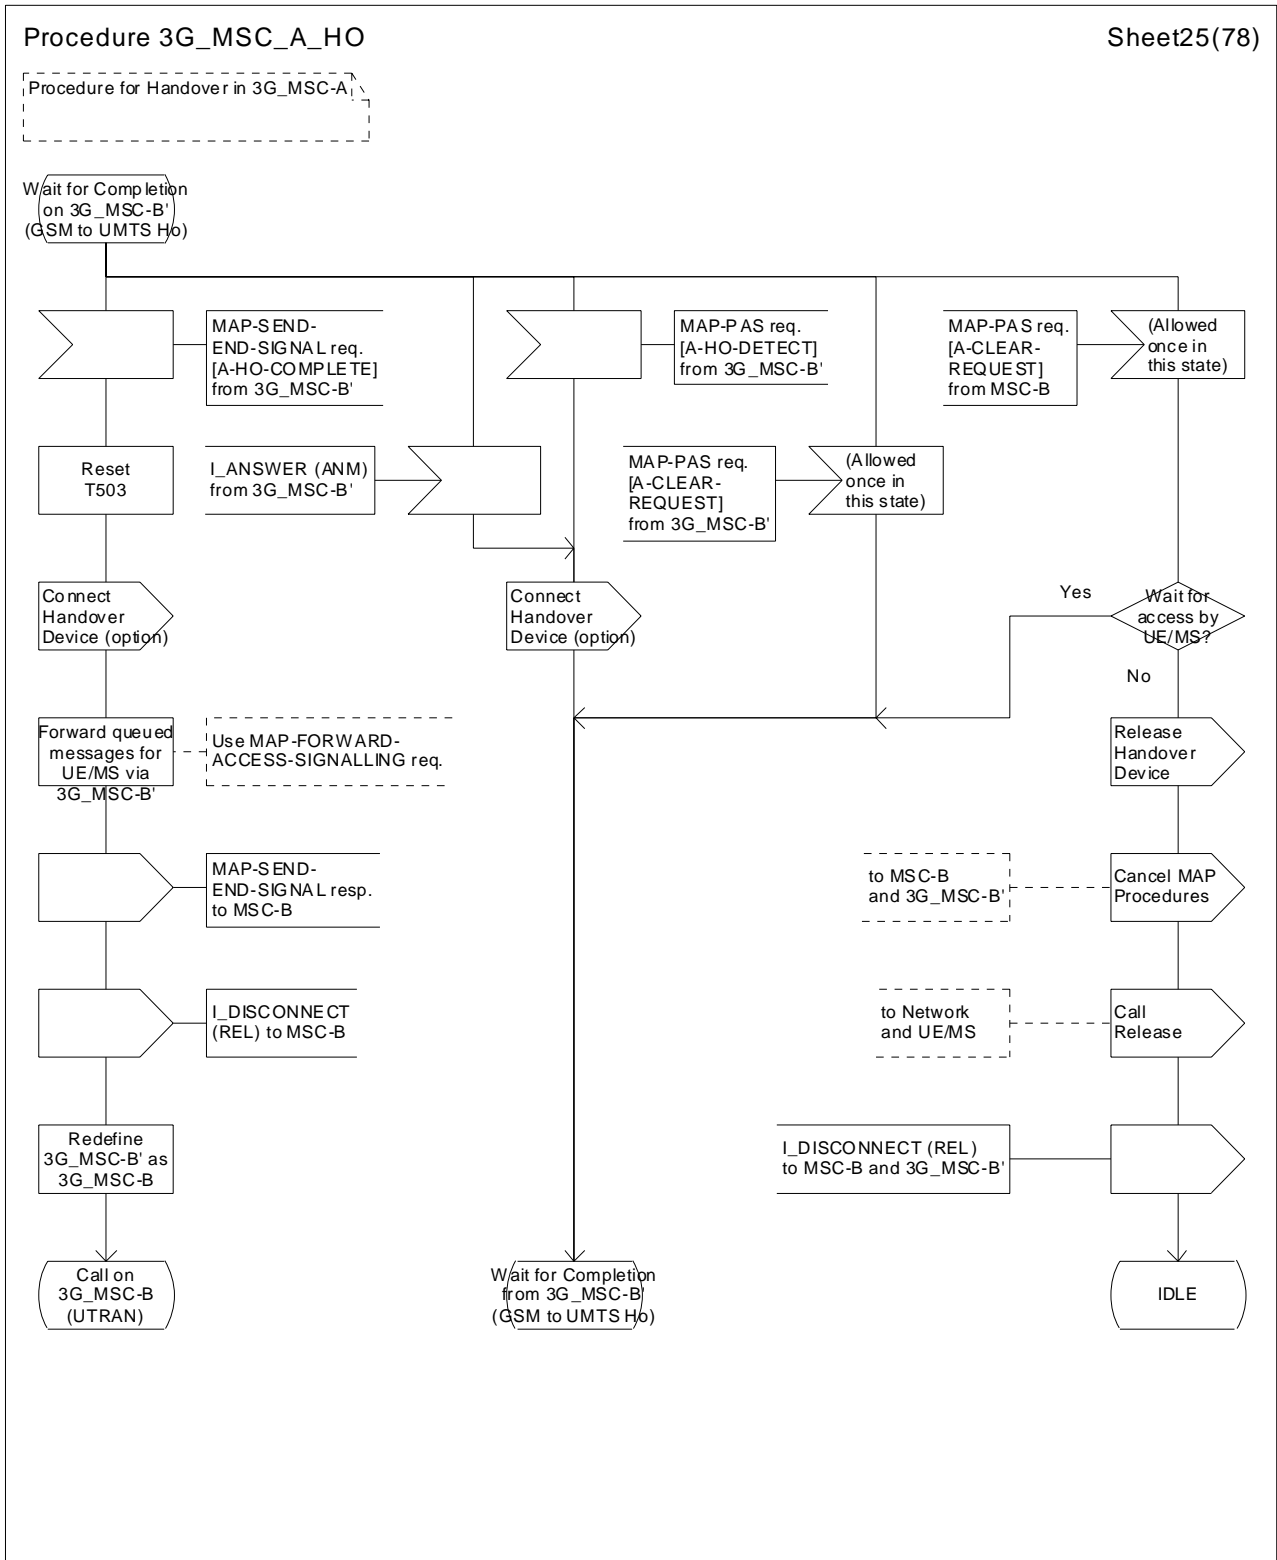 Procedure 3G_MSC_A_HO
Sheet25(78)
Procedure for Handover in 3G_MSC-A
Wait for Completion
on 3G_MSC-B'
(GSM to UMTS Ho)
MAP-SEND-
END-SIGNAL req.
[A-HO-COMPLETE]
from 3G_MSC-B'
MAP-PAS req.
[A-HO-DETECT]
from 3G_MSC-B'
MAP-PAS req.
[A-CLEAR-
REQUEST]
from MSC-B
(Allowed
once in
this state)
Reset
T503
I_ANSWER (ANM)
from 3G_MSC-B'
MAP-PAS req.
[A-CLEAR-
REQUEST]
from 3G_MSC-B'
(Allowed
once in
this state)
Connect
Handover
Device (option)
Connect
Handover
Device (option)
Yes
Wait for
access by
UE/MS?
No
Forward queued
messages for
UE/MS via
3G_MSC-B'
Use MAP-FORWARD-
ACCESS-SIGNALLING req.
Release
Handover
Device
MAP-SEND-
END-SIGNAL resp.
to MSC-B
to MSC-B
and 3G_MSC-B'
Cancel MAP
Procedures
I_DISCONNECT
(REL) to MSC-B
to Network
and UE/MS
Call
Release
Redefine
3G_MSC-B' as
3G_MSC-B
I_DISCONNECT (REL)
to MSC-B and 3G_MSC-B'
Call on
3G_MSC-B
(UTRAN)
Wait for Completion
from 3G_MSC-B'
(GSM to UMTS Ho)
IDLE